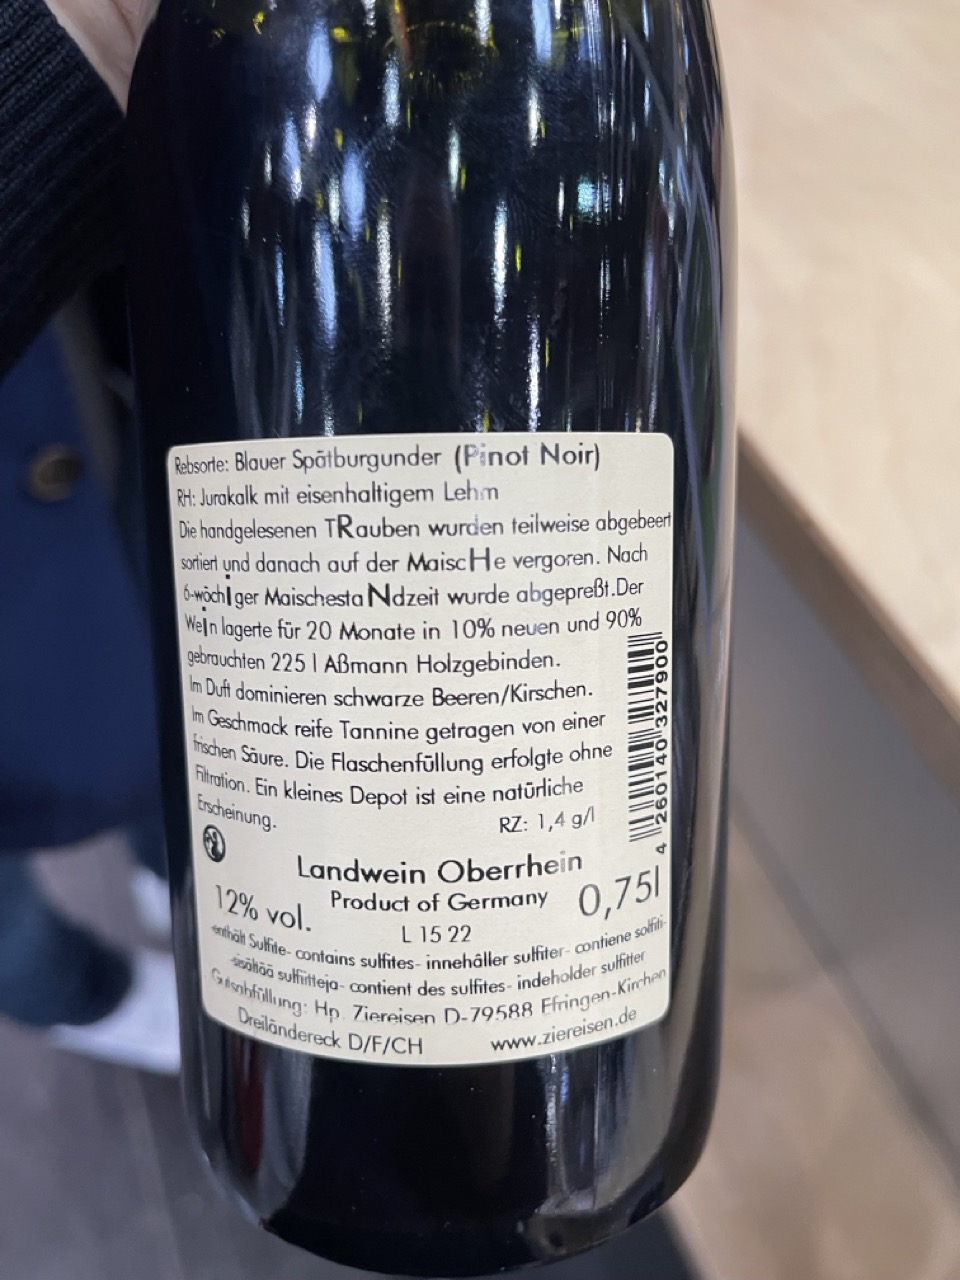 Rebsorte: Blauer Spätburgunder (Pinot Noir)
RH: Jurakalk mit eisenhaltigem Lehm
Die handgelesenen TRauben wurden teilweise abgebeert
sortiert und danach auf der MaiscHe vergoren. Nach
6-wöchIger MaischestaNdzeit wurde abgepreßt.Der
WeIn lagerte für 20 Monate in 10% neuen und 90%
gebrauchten 225 l Aßmann Holzgebinden.
Im Duft dominieren schwarze Beeren/Kirschen.
Im Geschmack reife Tannine getragen von einer
frischen Säure. Die Flaschenfüllung erfolgte ohne
Filtration. Ein kleines Depot ist eine natürliche
Erscheinung.
RZ: 1,4 g/l
4 260140 327900
Landwein Oberrhein
12% vol.
Product of Germany
0,75l
L 15 22
enthält Sulfite- contains sulfites- innehåller sulfiter- contiene solfiti-
sisältää sulfiitteja- contient des sulfites- indeholder sulfitter
Gutsabfüllung: Hp. Ziereisen D-79588 Efringen-Kirchen
Dreiländereck D/F/CH
www.ziereisen.de